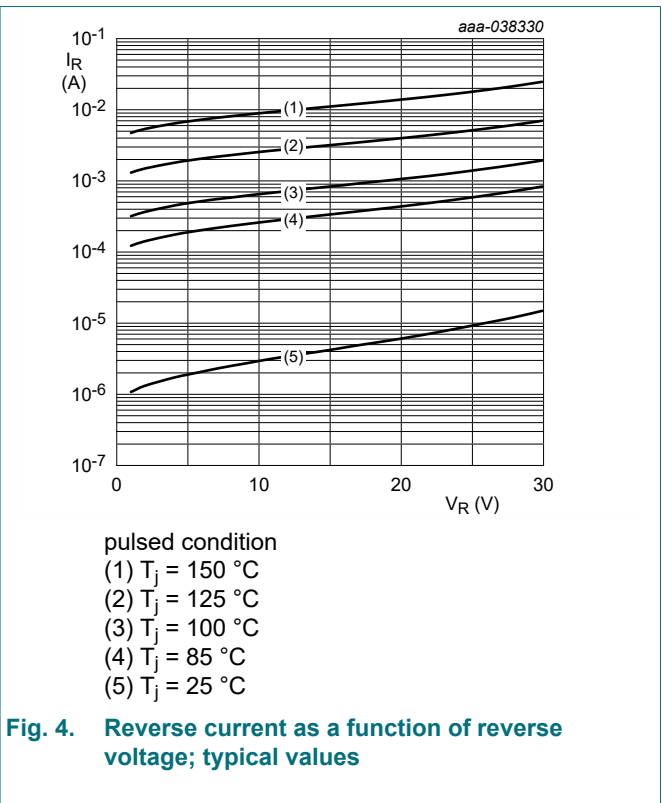 aaa-038330
10-1
IR
(A)
10-2
(1)
(2)
10-3
(3)
(4)
10-4
10-5
(5)
10-6
10-7
0 10 20 30
VR (V)
pulsed condition
(1) Tj = 150 °C
(2) Tj = 125 °C
(3) Tj = 100 °C
(4) Tj = 85 °C
(5) Tj = 25 °C
Fig. 4. Reverse current as a function of reverse
voltage; typical values